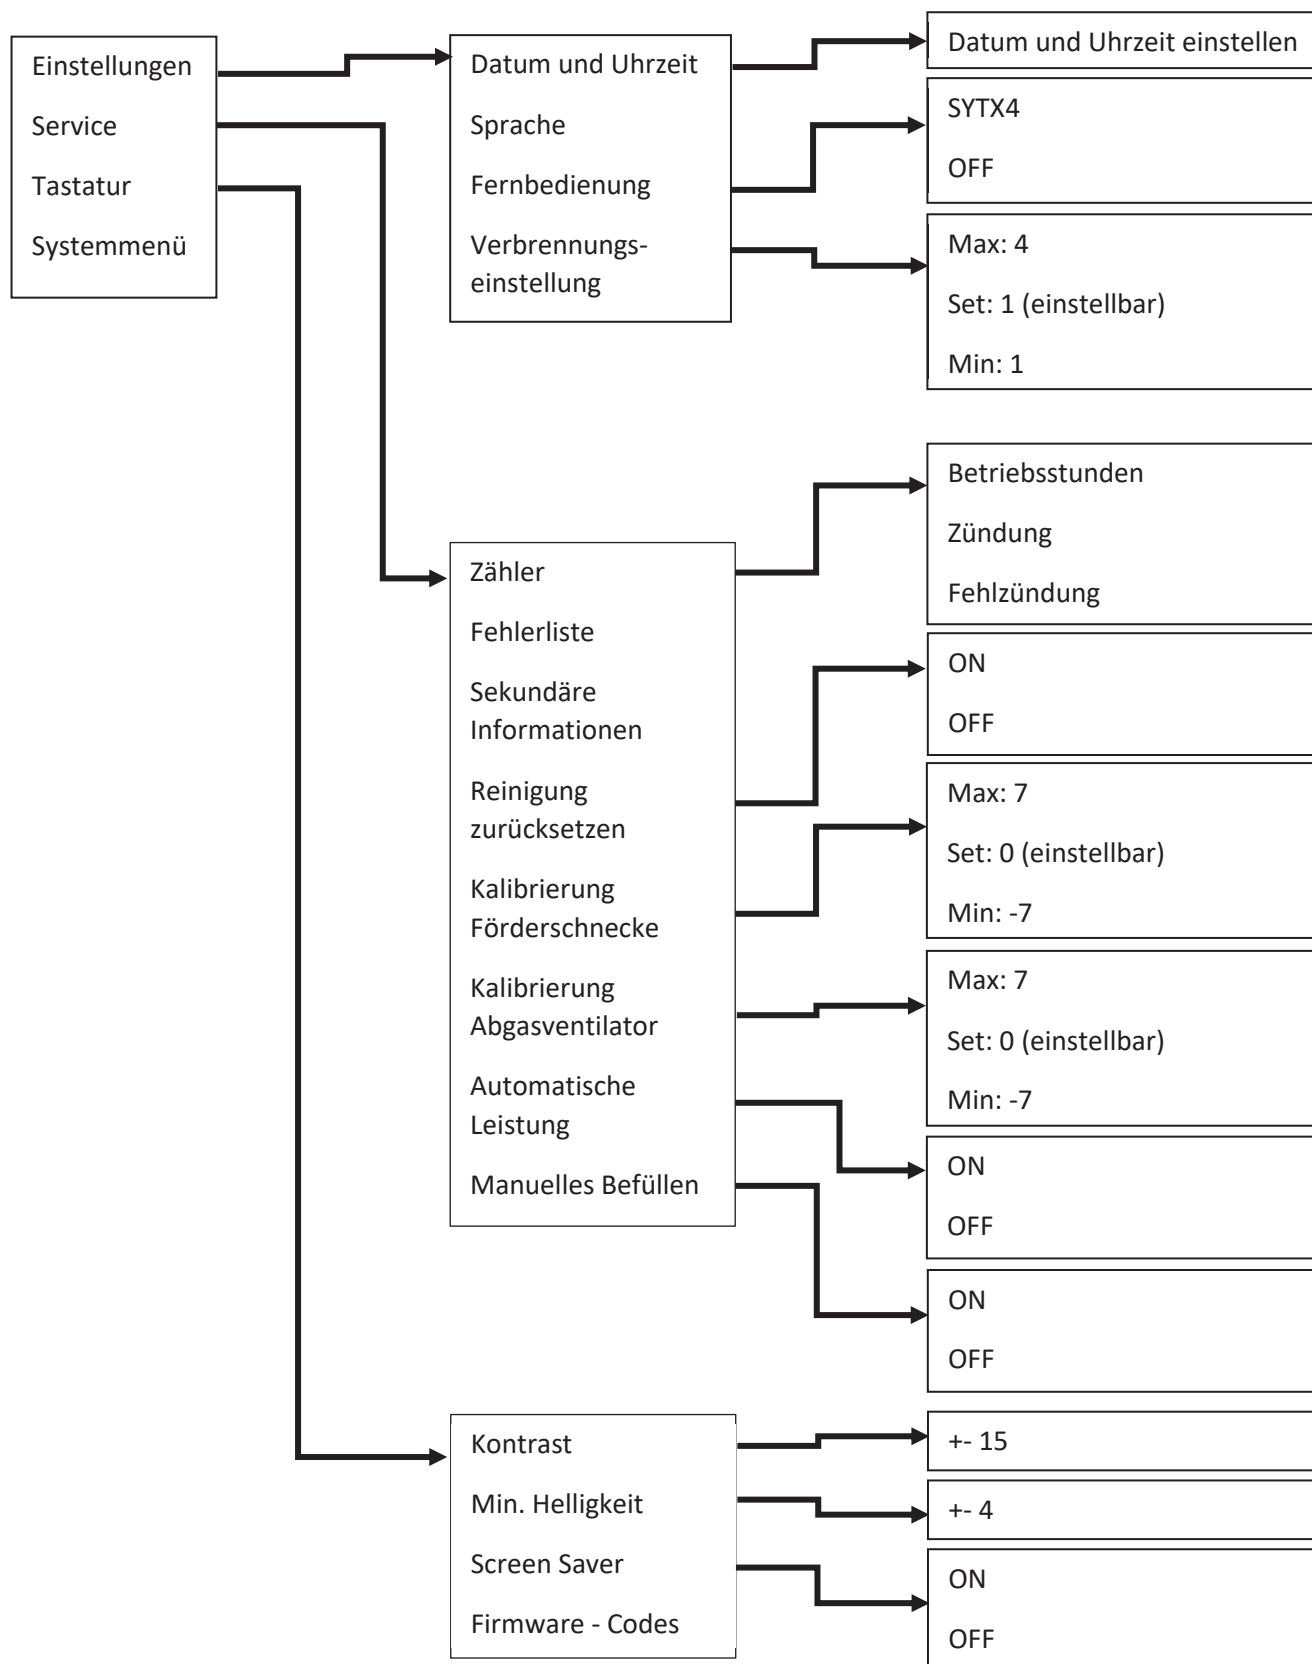 Einstellungen
Service
Tastatur
Systemmenü
Datum und Uhrzeit
Sprache
Fernbedienung
Verbrennungs-
einstellung
Datum und Uhrzeit einstellen
SYTX4
OFF
Max: 4
Set: 1 (einstellbar)
Min: 1
Zähler
Fehlerliste
Sekundäre
Informationen
Reinigung
zurücksetzen
Kalibrierung
Förderschnecke
Kalibrierung
Abgasventilator
Automatische
Leistung
Manuelles Befüllen
Betriebsstunden
Zündung
Fehlzündung
ON
OFF
Max: 7
Set: 0 (einstellbar)
Min: -7
Max: 7
Set: 0 (einstellbar)
Min: -7
ON
OFF
ON
OFF
Kontrast
Min. Helligkeit
Screen Saver
Firmware - Codes
+- 15
+- 4
ON
OFF